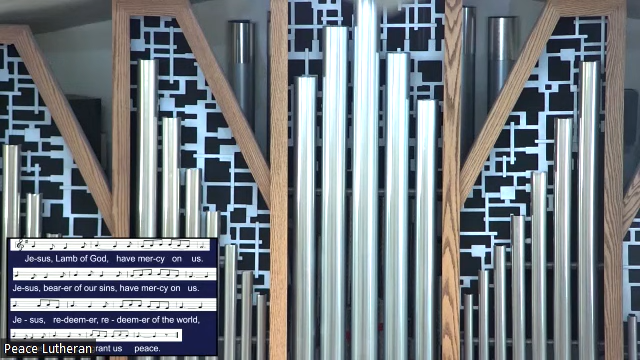 Je-sus, Lamb of God, have mer-cy on us.
Je-sus, bear-er of our sins, have mer-cy on us.
Je - sus, re-deem-er, re - deem-er of the world,
rant us peace.
Peace Lutheran